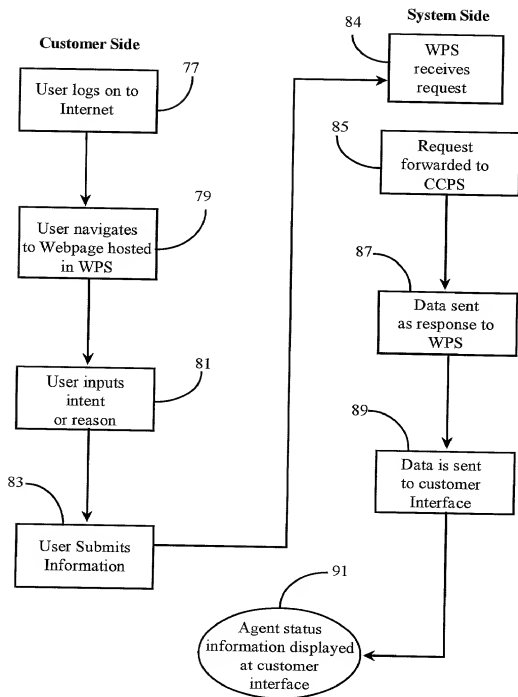 Customer Side
77
User logs on to
Internet
79
User navigates
to Webpage hosted
in WPS
81
User inputs
intent
or reason
83
User Submits
Information
System Side
84
WPS
receives
request
85
Request
forwarded to
CCPS
87
Data sent
as response to
WPS
89
Data is sent
to customer
Interface
91
Agent status
information displayed
at customer
interface